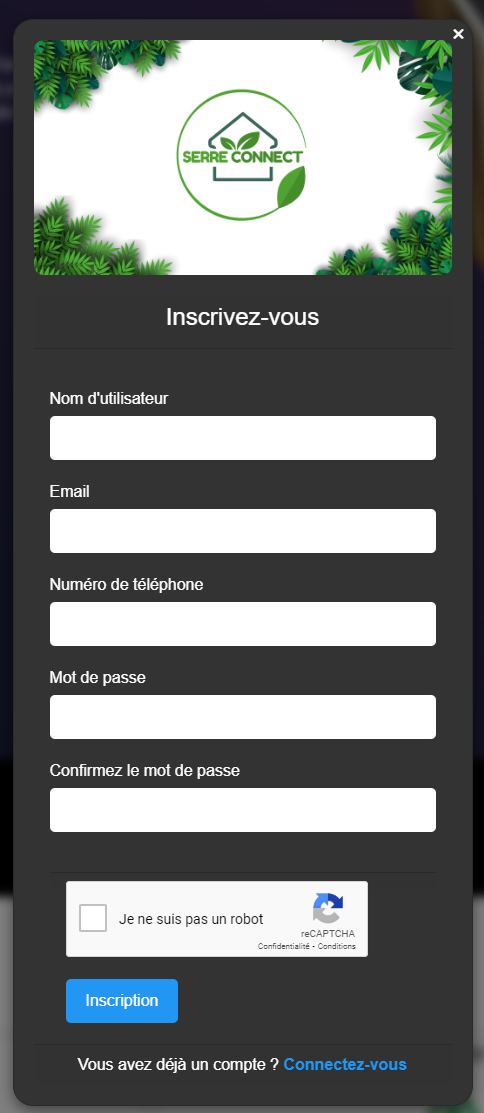 ×
SERRE CONNECT
Inscrivez-vous
Nom d'utilisateur
Email
Numéro de téléphone
Mot de passe
Confirmez le mot de passe
Je ne suis pas un robot
reCAPTCHA
Confidentialité - Conditions
Inscription
Vous avez déjà un compte ? Connectez-vous